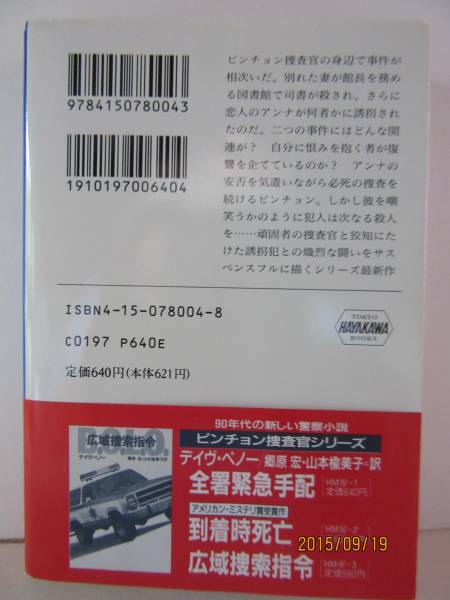 9784150780043
1910197006404
ピンチョン捜査官の身辺で事件が
相次いだ。別れた妻が館長を務め
る図書館で司書が殺され、さらに
恋人のアンナが何者かに誘拐され
たのだ。二つの事件にはどんな関
連が？　自分に恨みを抱く者が復
讐を企てているのか？　アンナの
安否を気遣いながら必死の捜査を
続けるピンチョン。しかし彼を嘲
笑うかのように犯人は次なる殺人
を……頑固者の捜査官と狡知にた
けた誘拐犯との熾烈な闘いをサス
ペンスフルに描くシリーズ最新作
ISBN4-15-078004-8
C0197 P640E
定価640円(本体621円)
TOKYO
HAYAKAWA
BOOKS
90年代の新しい警察小説
ピンチョン捜査官シリーズ
デイヴ・ペノー 郷原 宏・山本楡美子=訳
全署緊急手配
定価640円
アメリカン・ミステリ賞受賞作
到着時死亡
広域捜索指令
定価560円
B.O.L.O.
広域捜索指令
デイヴ・ペノー
2015/09/19